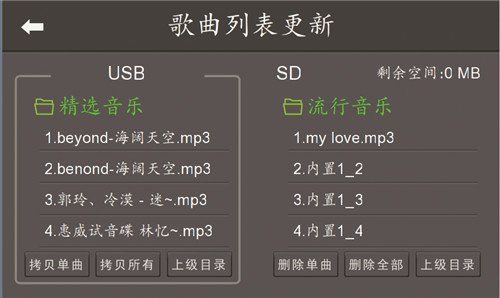 歌曲列表更新
USB
精选音乐
1.beyond-海阔天空.mp3
2.benond-海阔天空.mp3
3.郭玲、冷漠 - 迷~.mp3
4.惠威试音碟 林忆~.mp3
拷贝单曲 拷贝所有 上级目录
SD 剩余空间:0 MB
流行音乐
1.my love.mp3
2.内置1_2
3.内置1_3
4.内置1_4
删除单曲 删除全部 上级目录